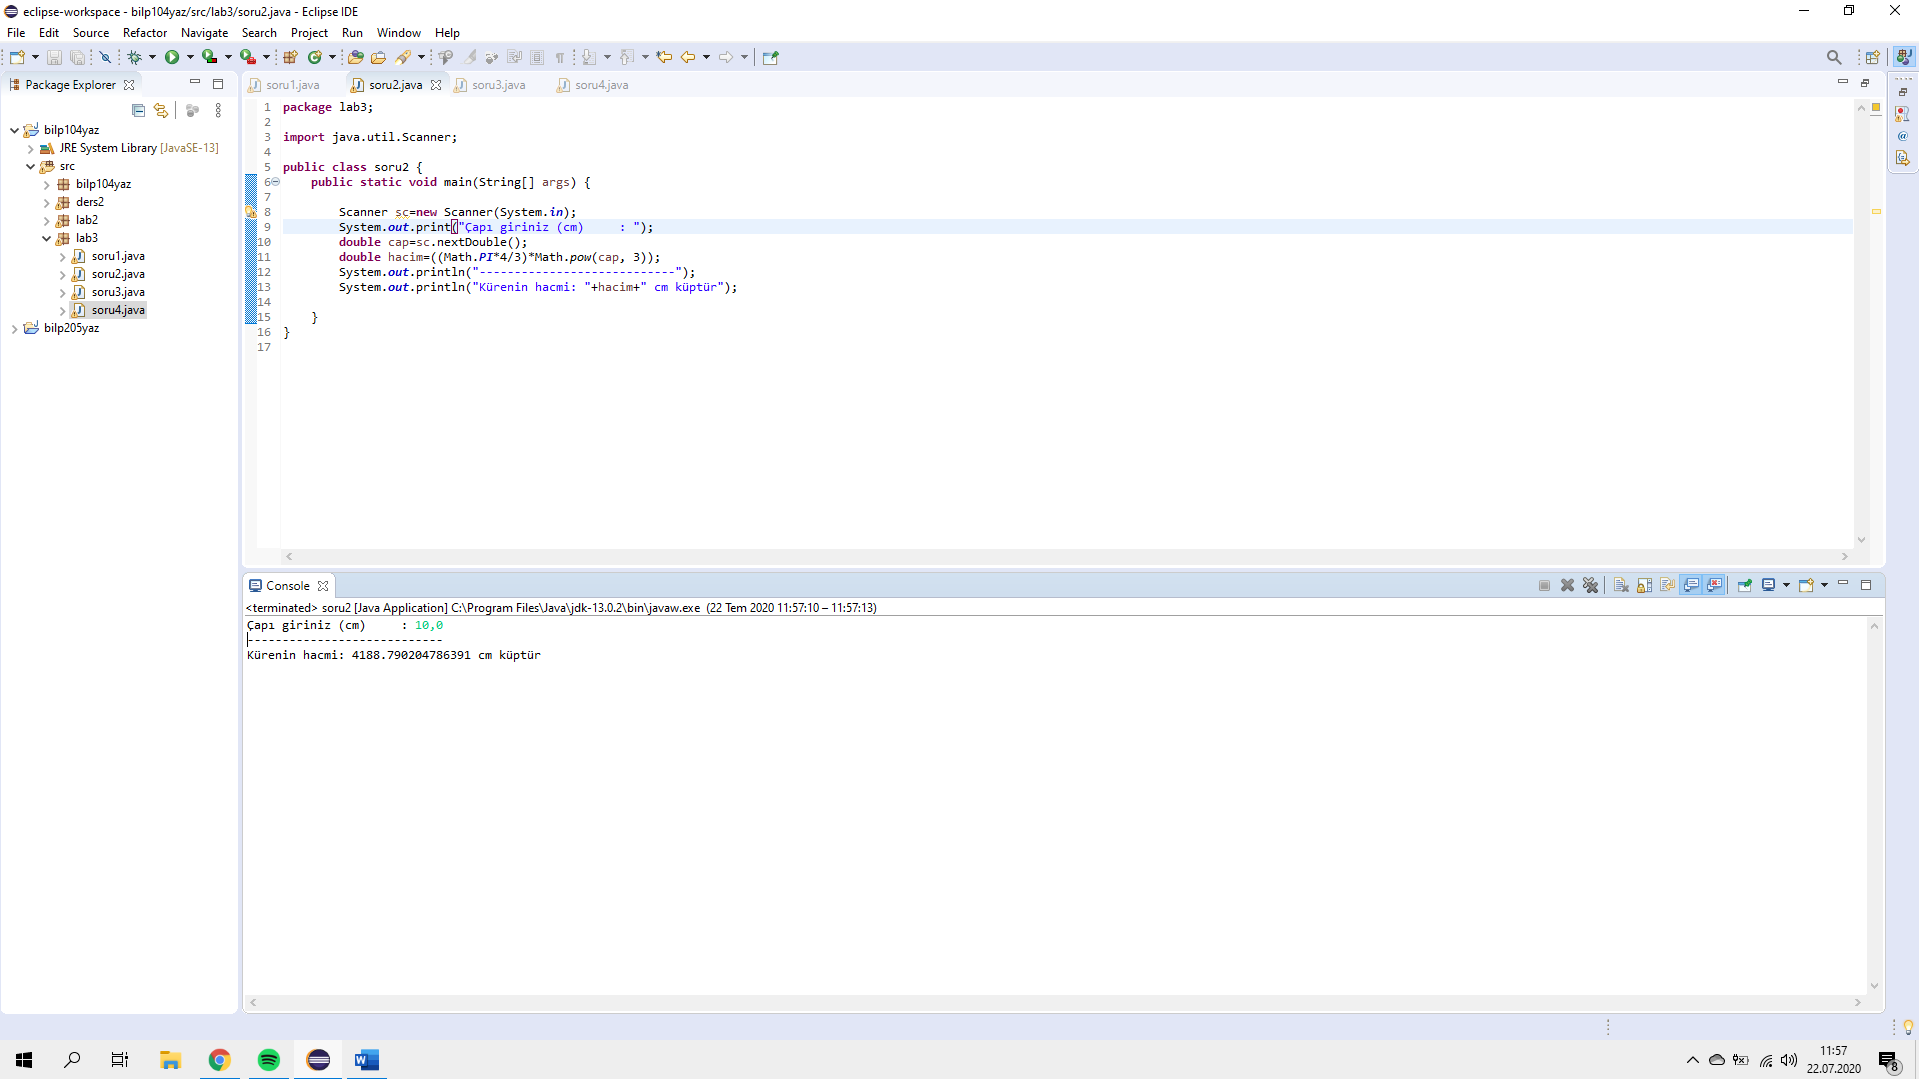 eclipse-workspace - bilp104yaz/src/lab3/soru2.java - Eclipse IDE
File Edit Source Refactor Navigate Search Project Run Window Help
Package Explorer
bilp104yaz
JRE System Library [JavaSE-13]
src
bilp104yaz
ders2
lab2
lab3
soru1.java
soru2.java
soru3.java
soru4.java
bilp205yaz
soru1.java soru2.java soru3.java soru4.java
1 package lab3;
2
3 import java.util.Scanner;
4
5 public class soru2 {
6 public static void main(String[] args) {
7
8 Scanner sc=new Scanner(System.in);
9 System.out.print("Çapı giriniz (cm)     : ");
10 double cap=sc.nextDouble();
11 double hacim=((Math.PI*4/3)*Math.pow(cap, 3));
12 System.out.println("----------------------------");
13 System.out.println("Kürenin hacmi: "+hacim+" cm küptür");
14
15 }
16 }
17
Console
<terminated> soru2 [Java Application] C:\Program Files\Java\jdk-13.0.2\bin\javaw.exe (22 Tem 2020 11:57:10 – 11:57:13)
Çapı giriniz (cm)     : 10,0
----------------------------
Kürenin hacmi: 4188.790204786391 cm küptür
11:57
22.07.2020
8